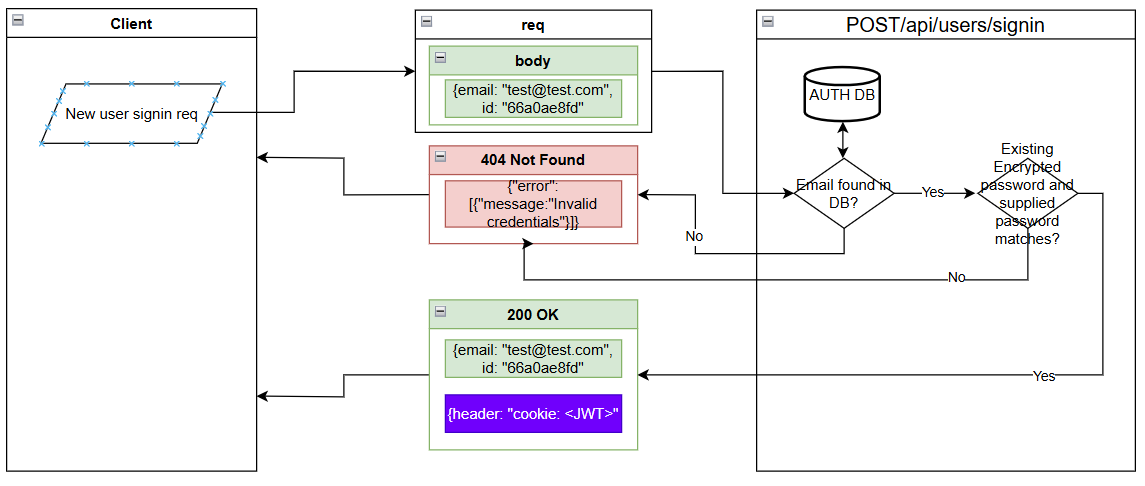 Client
New user signin req
req
body
{email: "test@test.com",
id: "66a0ae8fd"
404 Not Found
{"error":
[{"message:"Invalid
credentials"}]}
200 OK
{email: "test@test.com",
id: "66a0ae8fd"
{header: "cookie: <JWT>"
POST/api/users/signin
AUTH DB
Email found in
DB?
Yes
No
Existing
Encrypted
password and
supplied
password
matches?
No
Yes